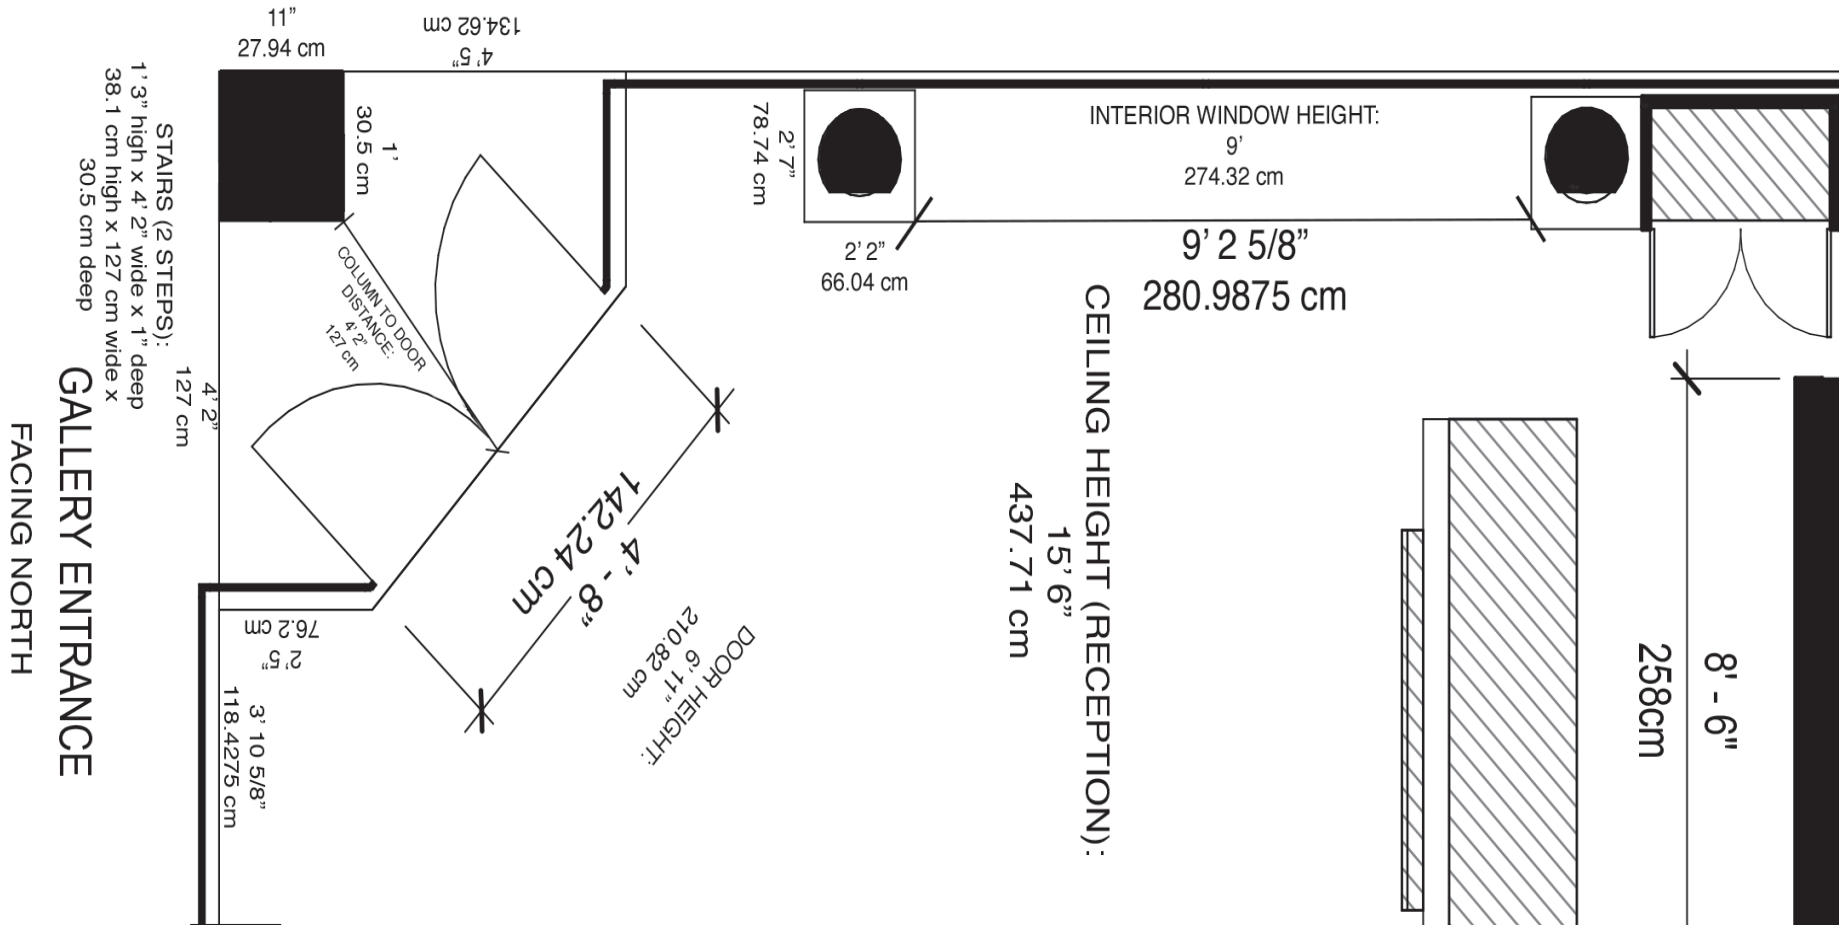 11”
27.94 cm
4’ 5”
134.62 cm
1’
30.5 cm
STAIRS (2 STEPS):
1’ 3” high x 4’ 2” wide x 1” deep
38.1 cm high x 127 cm wide x
30.5 cm deep
COLUMN TO DOOR
DISTANCE:
4’ 2”
127 cm
4’ 2”
127 cm
GALLERY ENTRANCE
FACING NORTH
2’ 7”
78.74 cm
2’ 2”
66.04 cm
INTERIOR WINDOW HEIGHT:
9’
274.32 cm
9’ 2 5/8”
280.9875 cm
CEILING HEIGHT (RECEPTION):
15’ 6”
437.71 cm
4’ - 8”
142.24 cm
DOOR HEIGHT:
6’ 11”
210.82 cm
2’ 5”
76.2 cm
3’ 10 5/8”
118.4275 cm
8' - 6"
258cm